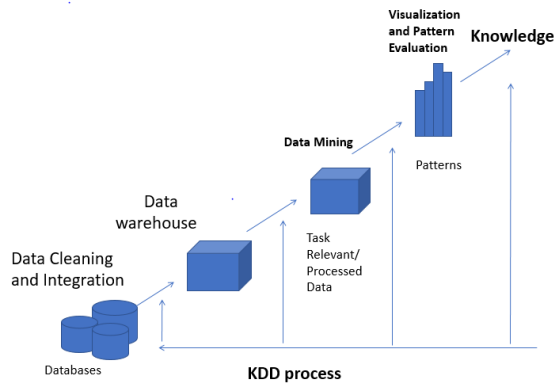 Visualization
and Pattern
Evaluation
Knowledge
Data Mining
Patterns
Data
warehouse
Task
Relevant/
Processed
Data
Data Cleaning
and Integration
Databases
KDD process